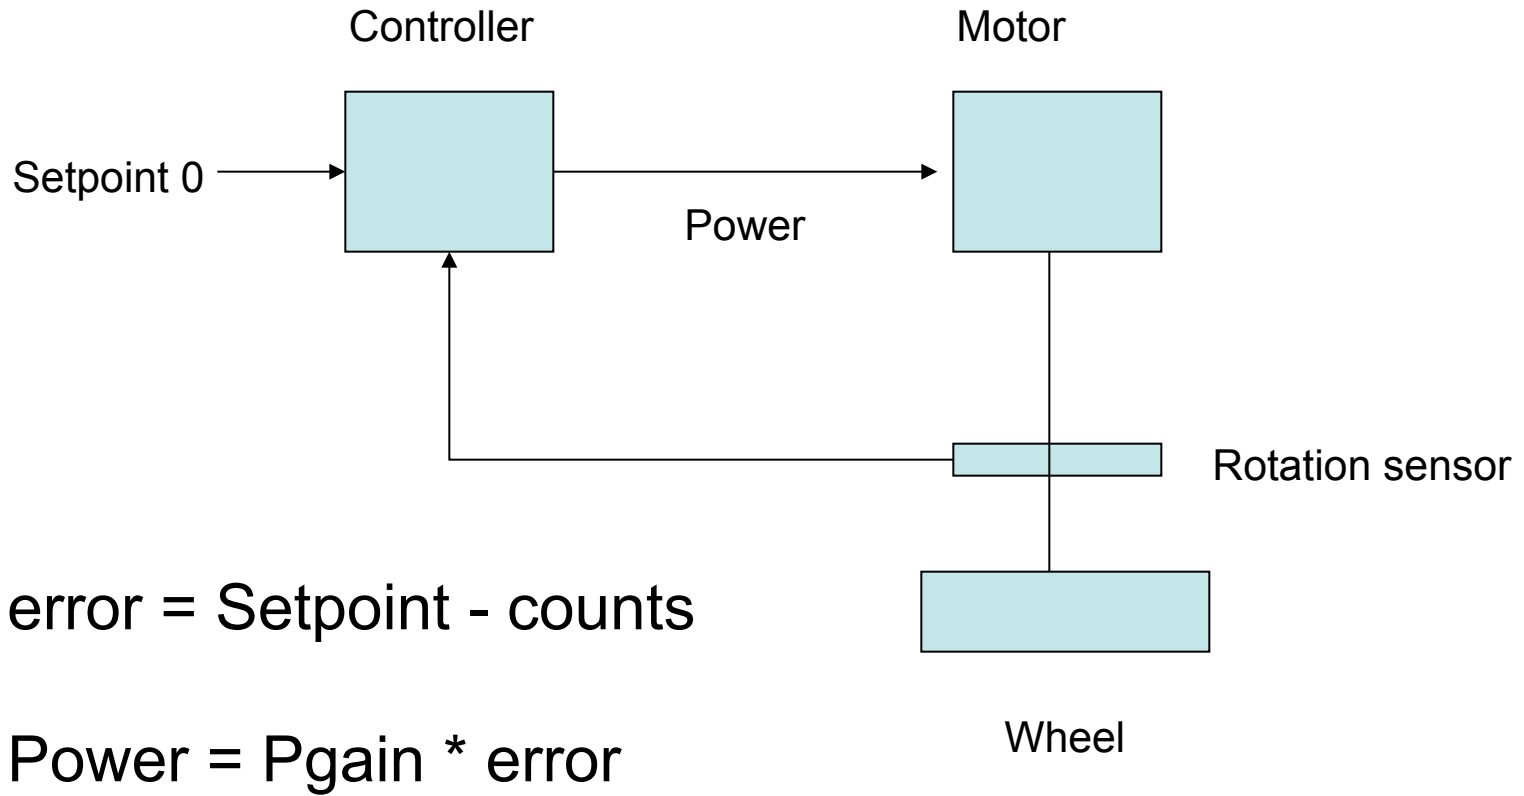 Controller
Motor
Setpoint 0
Power
Rotation sensor
error = Setpoint - counts
Wheel
Power = Pgain * error